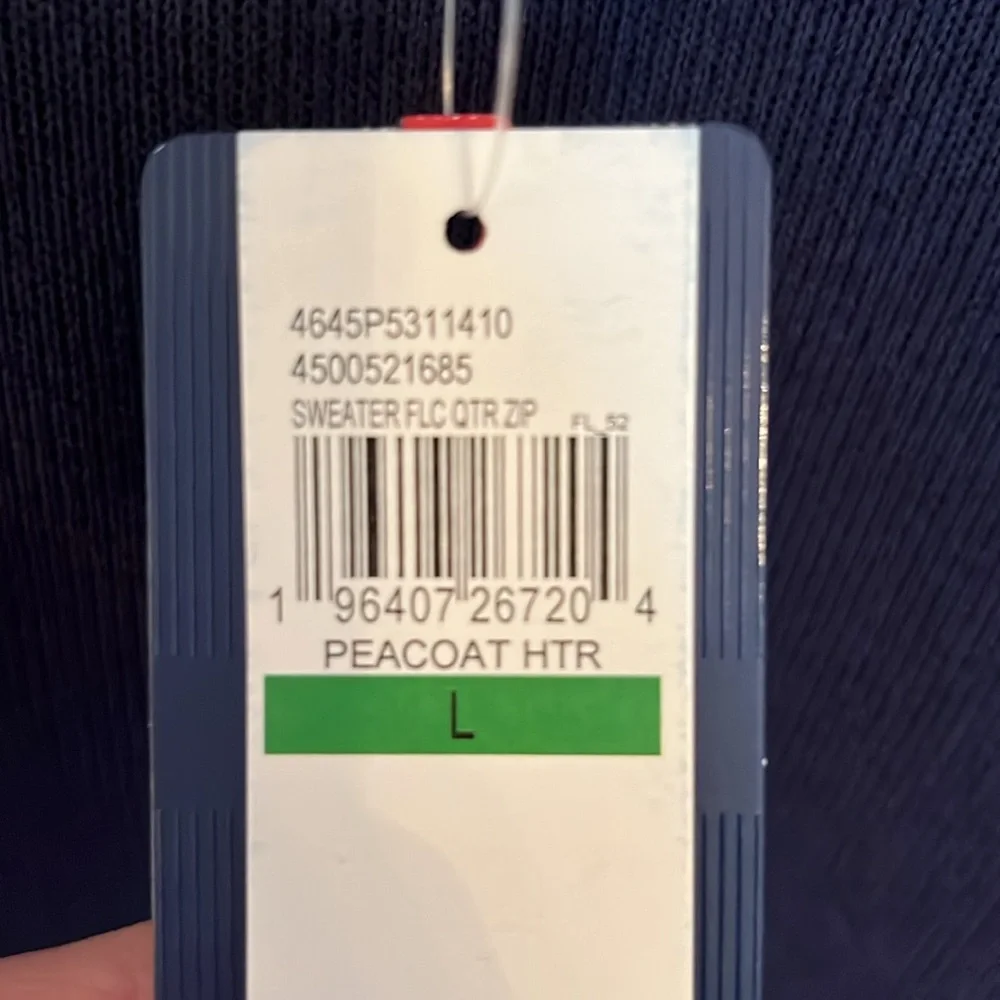 4645P5311410
4500521685
SWEATER FLC QTR ZIP FL_52
1 96407 26720 4
PEACOAT HTR
L